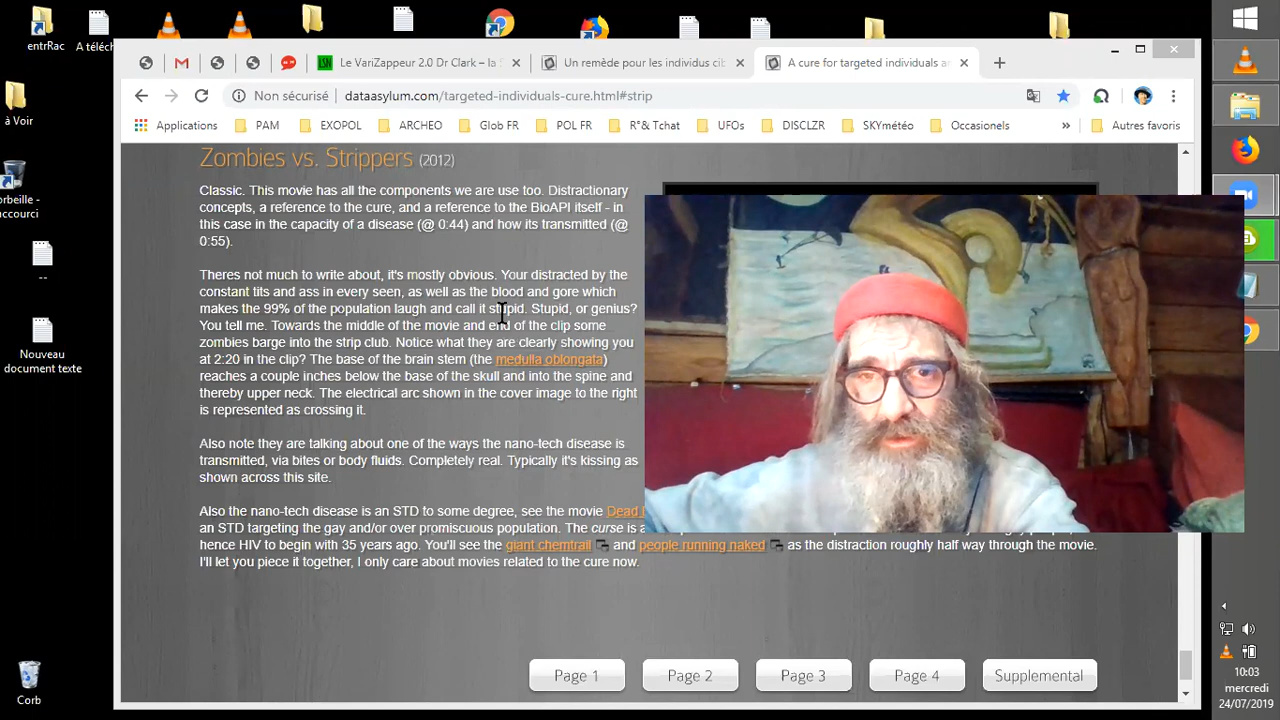 entrRac
A téléch
Le VariZappeur 2.0 Dr Clark – la
Un remède pour les individus cib
A cure for targeted individuals a
Non sécurisé
dataasylum.com/targeted-individuals-cure.html#strip
Applications
PAM
EXOPOL
ARCHEO
Glob FR
POL FR
R°& Tchat
UFOs
DISCLZR
SKYmétéo
Occasionels
»
Autres favoris
à Voir
orbeille -
ccourci
--
Nouveau
document texte
Corb
Zombies vs. Strippers (2012)
Classic. This movie has all the components we are use too. Distractionary
concepts, a reference to the cure, and a reference to the BioAPI itself - in
this case in the capacity of a disease (@ 0:44) and how its transmitted (@
0:55).
Theres not much to write about, it's mostly obvious. Your distracted by the
constant tits and ass in every seen, as well as the blood and gore which
makes the 99% of the population laugh and call it stupid. Stupid, or genius?
You tell me. Towards the middle of the movie and end of the clip some
zombies barge into the strip club. Notice what they are clearly showing you
at 2:20 in the clip? The base of the brain stem (the medulla oblongata)
reaches a couple inches below the base of the skull and into the spine and
thereby upper neck. The electrical arc shown in the cover image to the right
is represented as crossing it.
Also note they are talking about one of the ways the nano-tech disease is
transmitted, via bites or body fluids. Completely real. Typically it's kissing as
shown across this site.
Also the nano-tech disease is an STD to some degree, see the movie Dead
an STD targeting the gay and/or over promiscuous population. The curse is a
hence HIV to begin with 35 years ago. You'll see the giant chemtrail and people running naked as the distraction roughly half way through the movie.
I'll let you piece it together, I only care about movies related to the cure now.
Page 1
Page 2
Page 3
Page 4
Supplemental
10:03
mercredi
24/07/2019